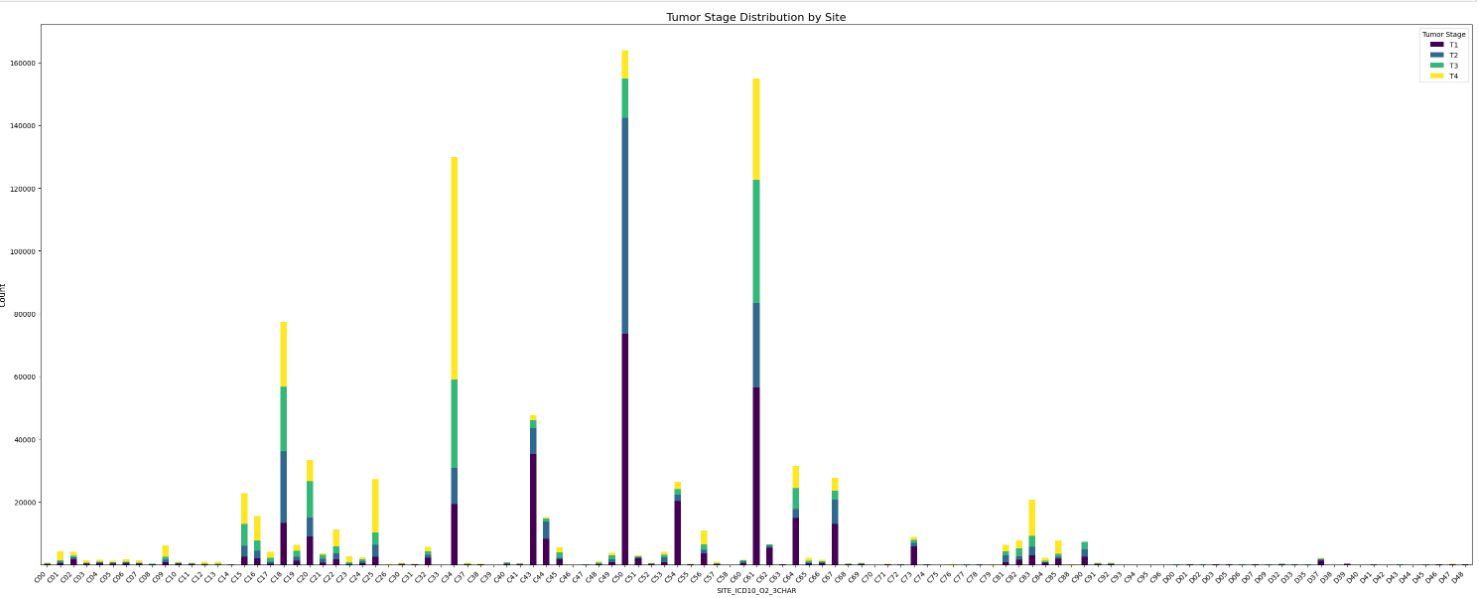 Tumor Stage Distribution by Site
Tumor Stage
T1
T2
T3
T4
160000
140000
120000
100000
80000
60000
40000
20000
Count
C00 C01 C02 C03 C04 C05 C06 C07 C08 C09 C10 C11 C12 C13 C14 C15 C16 C17 C18 C19 C20 C21 C22 C23 C24 C25 C26 C30 C31 C32 C33 C34 C37 C38 C39 C40 C41 C43 C44 C45 C46 C47 C48 C49 C50 C51 C52 C53 C54 C55 C56 C57 C58 C60 C61 C62 C63 C64 C65 C66 C67 C68 C69 C70 C71 C72 C73 C74 C75 C76 C77 C78 C79 C81 C82 C83 C84 C85 C88 C90 C91 C92 C93 C94 C95 C96 D00 D01 D02 D03 D05 D06 D07 D09 D32 D33 D35 D37 D38 D39 D40 D41 D42 D43 D44 D45 D46 D47 D48
SITE_ICD10_O2_3CHAR